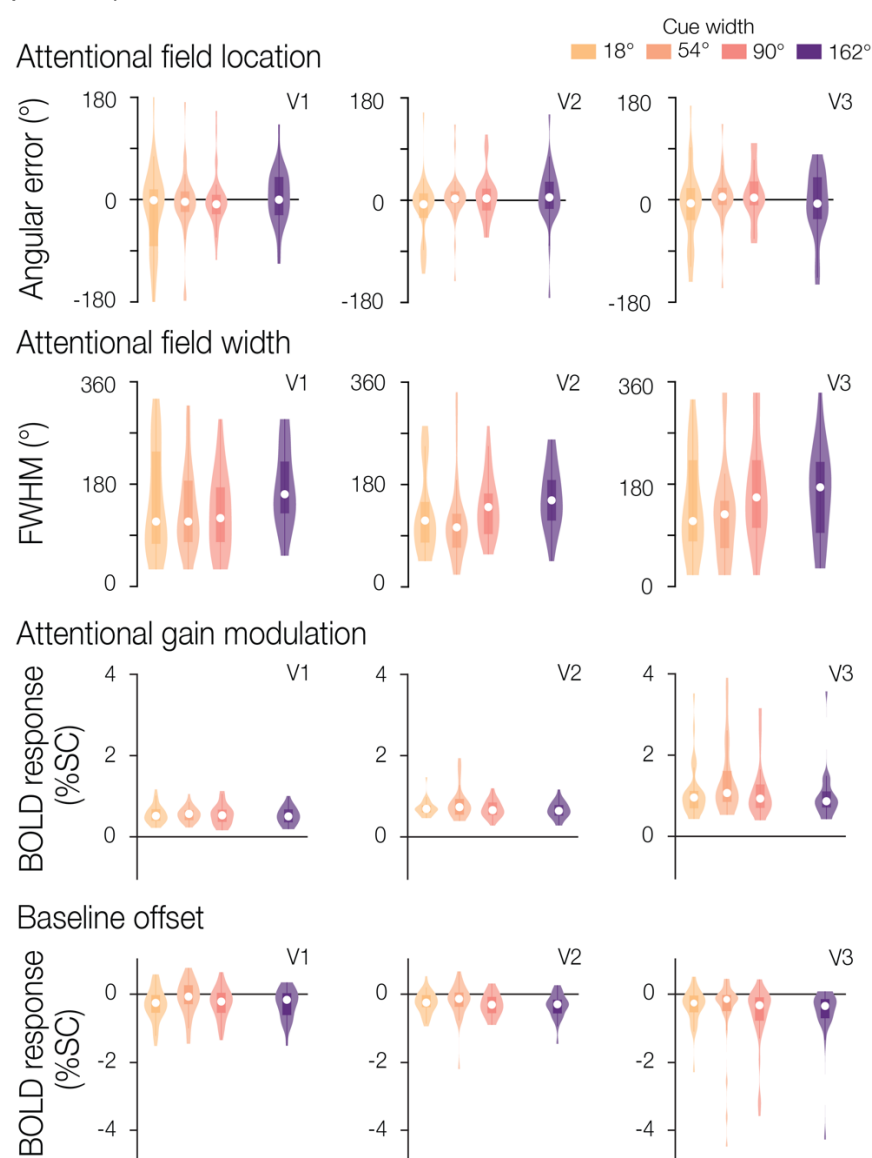 Cue width
18° 54° 90° 162°
Attentional field location
Angular error (°)
180
0
-180
V1
180
0
-180
V2
180
0
-180
V3
Attentional field width
FWHM (°)
360
180
0
V1
360
180
0
V2
360
180
0
V3
Attentional gain modulation
BOLD response
(%SC)
4
2
0
V1
4
2
0
V2
4
2
0
V3
Baseline offset
BOLD response
(%SC)
0
-2
-4
V1
0
-2
-4
V2
0
-2
-4
V3